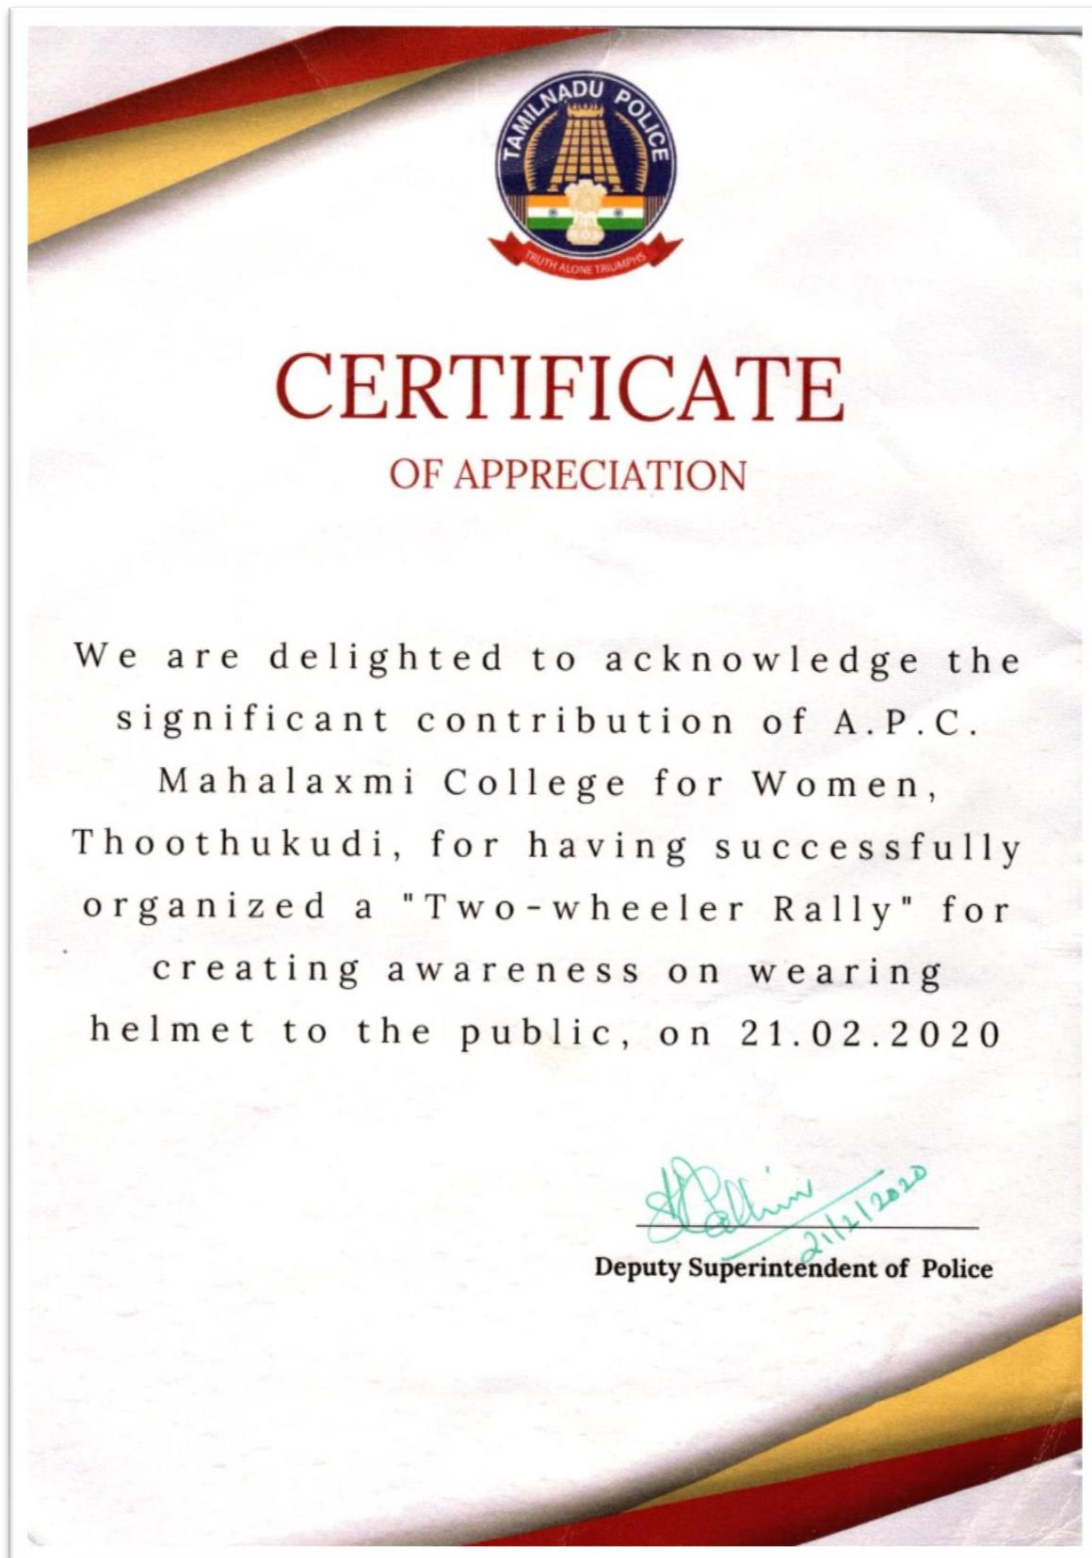 TAMILNADU POLICE
TRUTH ALONE TRIUMPHS
CERTIFICATE
OF APPRECIATION
We are delighted to acknowledge the
significant contribution of A.P.C.
Mahalaxmi College for Women,
Thoothukudi, for having successfully
organized a "Two-wheeler Rally" for
creating awareness on wearing
helmet to the public, on 21.02.2020
21/2/2020
Deputy Superintendent of Police